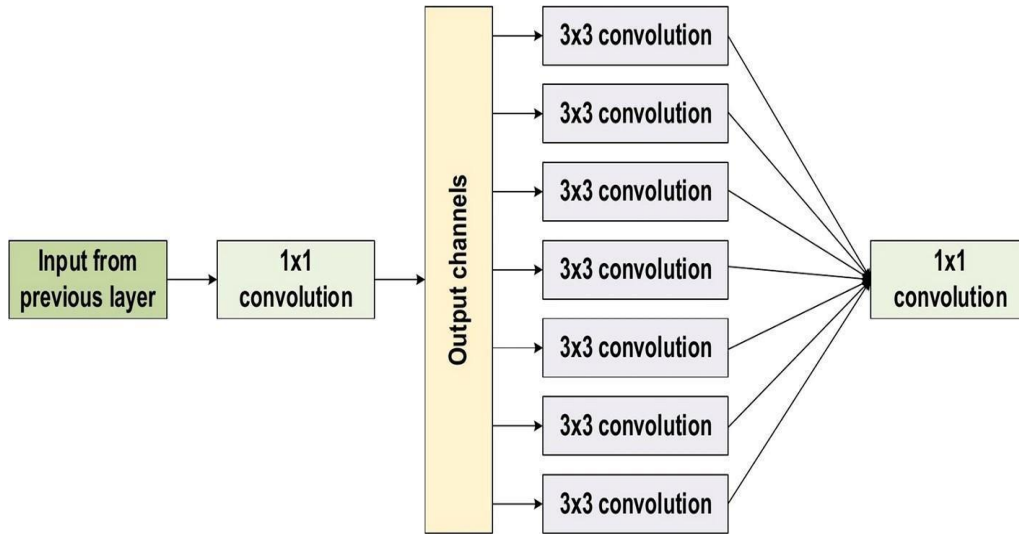 Input from
previous layer
1x1
convolution
Output channels
3x3 convolution
3x3 convolution
3x3 convolution
3x3 convolution
3x3 convolution
3x3 convolution
3x3 convolution
1x1
convolution